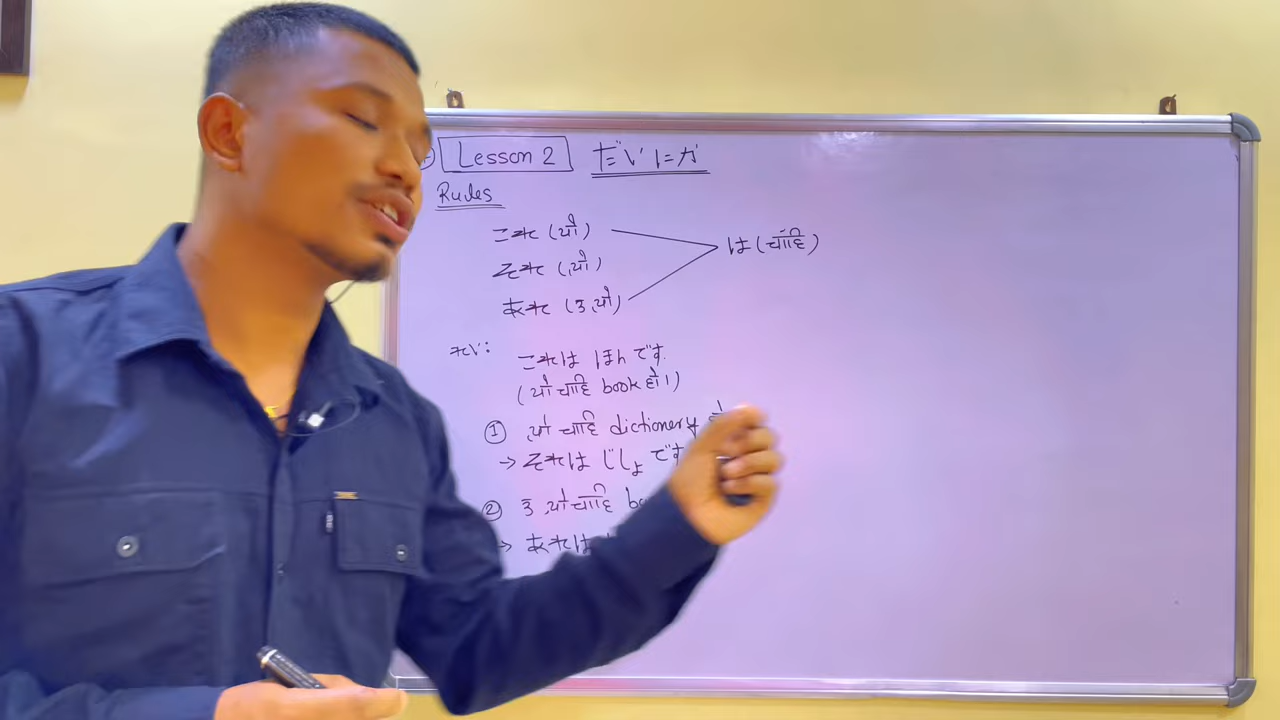 Lesson 2 だい1=か
Rules
これ (यो)
は (चाँहि)
それ (त्यो)
あれ (ऊ त्यो)
れい:
これは ほん です.
(यो चाहि book हो।)
① त्यो चाहि dictionary
→ それは じしょ です
② ऊ त्यो चाहि
→ あれは